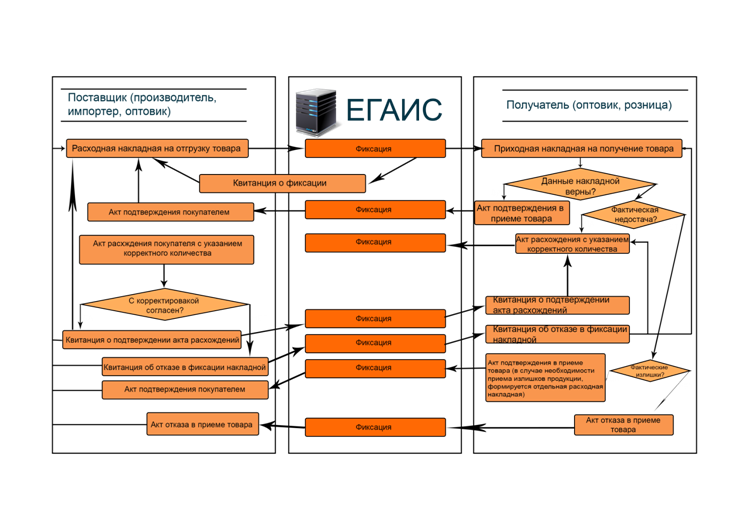 Поставщик (производитель,
импортер, оптовик)
ЕГАИС
Получатель (оптовик, розница)
Расходная накладная на отгрузку товара
Фиксация
Приходная накладная на получение товара
Квитанция о фиксации
Данные накладной
верны?
Акт подтверждения покупателем
Фиксация
Акт подтверждения в
приеме товара
Фактическая
недостача?
Акт расхждения покупателя с указанием
корректного количества
Фиксация
Акт расхождения с указанием
корректного количества
С корректировакой
согласен?
Квитанция о подтверждении
акта расхождений
Фиксация
Квитанция о подтверждении акта расхождений
Квитанция об отказе в фиксации
накладной
Фиксация
Квитанция об отказе в фиксации накладной
Фиксация
Акт подтверждения в приеме
товара (в случае необходимости
приема излишков продукции,
формируется отдельная расходная
накладная)
Фактические
излишки?
Акт подтверждения покупателем
Акт отказа в приеме товара
Фиксация
Акт отказа в приеме
товара